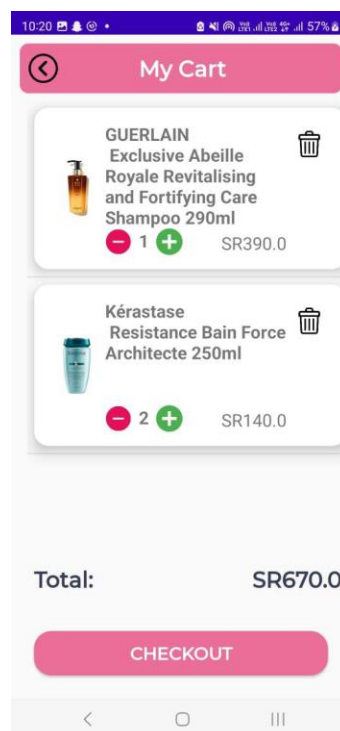 10:20 57%
My Cart
GUERLAIN
Exclusive Abeille
Royale Revitalising
and Fortifying Care
Shampoo 290ml
1 SR390.0
Kérastase
Resistance Bain Force
Architecte 250ml
2 SR140.0
Total: SR670.0
CHECKOUT